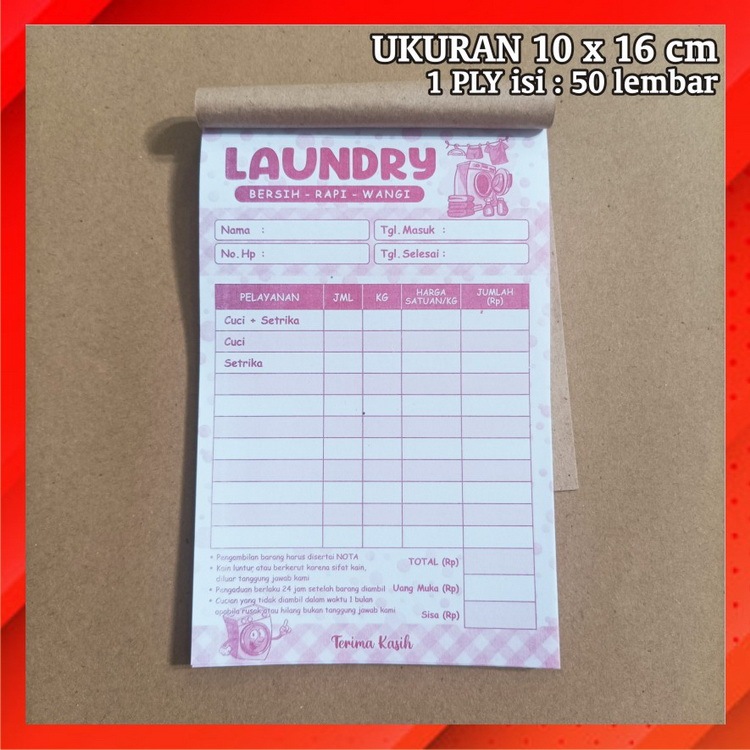 UKURAN 10 x 16 cm
1 PLY isi : 50 lembar
LAUNDRY
BERSIH - RAPI - WANGI
Nama :
Tgl. Masuk :
No. Hp :
Tgl. Selesai :
PELAYANAN JML KG HARGA SATUAN/KG JUMLAH (Rp)
Cuci + Setrika
Cuci
Setrika
• Pengambilan barang harus disertai NOTA
• Kain luntur atau berkerut karena sifat kain,
diluar tanggung jawab kami
• Pengaduan berlaku 24 jam setelah barang diambil
• Cucian yang tidak diambil dalam waktu 1 bulan
apabila rusak atau hilang bukan tanggung jawab kami
TOTAL (Rp)
Uang Muka (Rp)
Sisa (Rp)
Terima Kasih